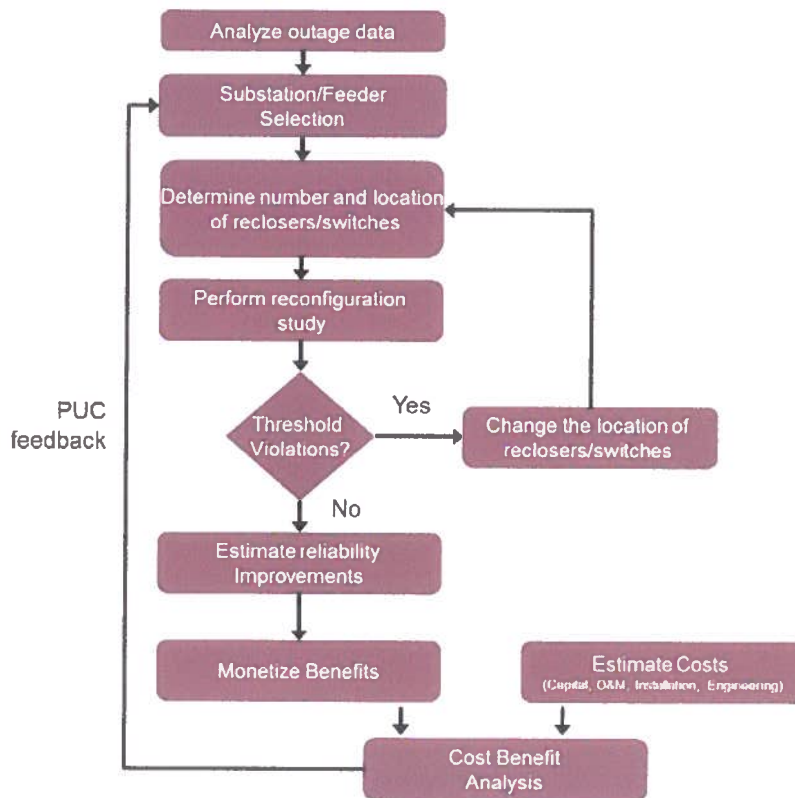 Analyze outage data
Substation/Feeder
Selection
Determine number and location
of reclosers/switches
Perform reconfiguration
study
PUC
feedback
Threshold
Violations?
Yes
Change the location of
reclosers/switches
No
Estimate reliability
Improvements
Monetize Benefits
Estimate Costs
(Capital, O&M, Installation, Engineering)
Cost Benefit
Analysis